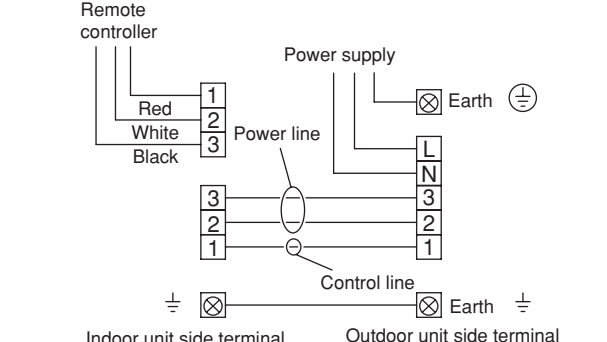 Remote
controller
Power supply
1
Red
2
White
3
Black
Power line
Earth
L
N
3
3
2
2
1
1
Control line
Earth
Indoor unit side terminal
Outdoor unit side terminal